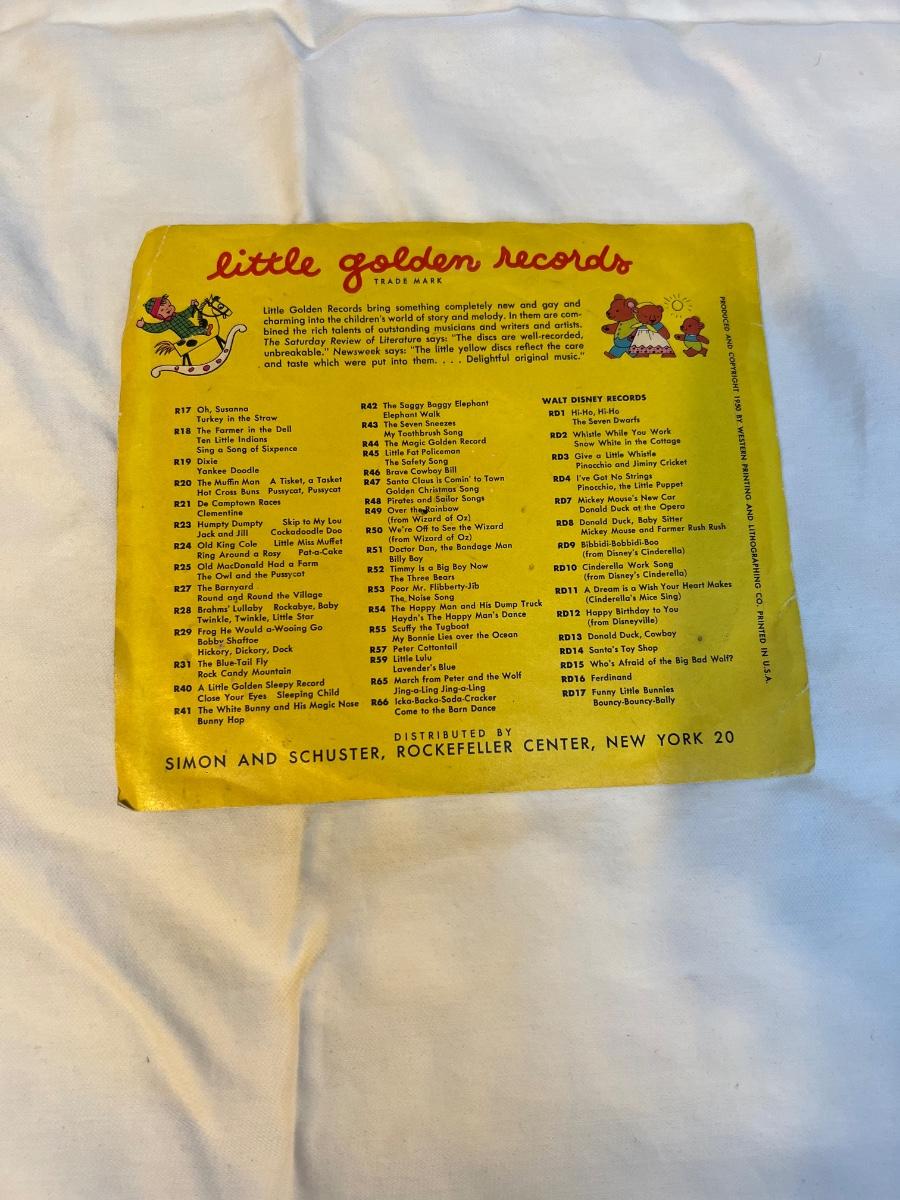 little golden records
TRADE MARK
Little Golden Records bring something completely new and gay and
charming into the children's world of story and melody. In them are com-
bined the rich talents of outstanding musicians and writers and artists.
The Saturday Review of Literature says: "The discs are well-recorded,
unbreakable." Newsweek says: "The little yellow discs reflect the care
and taste which were put into them. . . . Delightful original music."
R17 Oh, Susanna
Turkey in the Straw
R18 The Farmer in the Dell
Ten Little Indians
Sing a Song of Sixpence
R19 Dixie
Yankee Doodle
R20 The Muffin Man A Tisket, a Tasket
Hot Cross Buns Pussycat, Pussycat
R21 De Camptown Races
Clementine
R23 Humpty Dumpty Skip to My Lou
Jack and Jill Cockadoodle Doo
R24 Old King Cole Little Miss Muffet
Ring Around a Rosy Pat-a-Cake
R25 Old MacDonald Had a Farm
The Owl and the Pussycat
R27 The Barnyard
Round and Round the Village
R28 Brahms' Lullaby Rockabye, Baby
Twinkle, Twinkle, Little Star
R29 Frog He Would a-Wooing Go
Bobby Shaftoe
Hickory, Dickory, Dock
R31 The Blue-Tail Fly
Rock Candy Mountain
R40 A Little Golden Sleepy Record
Close Your Eyes Sleeping Child
R41 The White Bunny and His Magic Nose
Bunny Hop
R42 The Saggy Baggy Elephant
Elephant Walk
R43 The Seven Sneezes
My Toothbrush Song
R44 The Magic Golden Record
R45 Little Fat Policeman
The Safety Song
R46 Brave Cowboy Bill
R47 Santa Claus is Comin' to Town
Golden Christmas Song
R48 Pirates and Sailor Songs
R49 Over the Rainbow
(from Wizard of Oz)
R50 We're Off to See the Wizard
(from Wizard of Oz)
R51 Doctor Dan, the Bandage Man
Billy Boy
R52 Timmy Is a Big Boy Now
The Three Bears
R53 Poor Mr. Flibberty-Jib
The Noise Song
R54 The Happy Man and His Dump Truck
Haydn's The Happy Man's Dance
R55 Scuffy the Tugboat
My Bonnie Lies over the Ocean
R57 Peter Cottontail
R59 Little Lulu
Lavender's Blue
R65 March from Peter and the Wolf
Jing-a-Ling Jing-a-Ling
R66 Icka-Backa-Soda-Cracker
Come to the Barn Dance
WALT DISNEY RECORDS
RD1 Hi-Ho, Hi-Ho
The Seven Dwarfs
RD2 Whistle While You Work
Snow White in the Cottage
RD3 Give a Little Whistle
Pinocchio and Jiminy Cricket
RD4 I've Got No Strings
Pinocchio, the Little Puppet
RD7 Mickey Mouse's New Car
Donald Duck at the Opera
RD8 Donald Duck, Baby Sitter
Mickey Mouse and Farmer Rush Rush
RD9 Bibbidi-Bobbidi-Boo
(from Disney's Cinderella)
RD10 Cinderella Work Song
(from Disney's Cinderella)
RD11 A Dream is a Wish Your Heart Makes
(Cinderella's Mice Sing)
RD12 Happy Birthday to You
(from Disneyville)
RD13 Donald Duck, Cowboy
RD14 Santa's Toy Shop
RD15 Who's Afraid of the Big Bad Wolf?
RD16 Ferdinand
RD17 Funny Little Bunnies
Bouncy-Bouncy-Bally
PRODUCED AND COPYRIGHT 1950 BY WESTERN PRINTING AND LITHOGRAPHING CO. PRINTED IN U.S.A.
DISTRIBUTED BY
SIMON AND SCHUSTER, ROCKEFELLER CENTER, NEW YORK 20